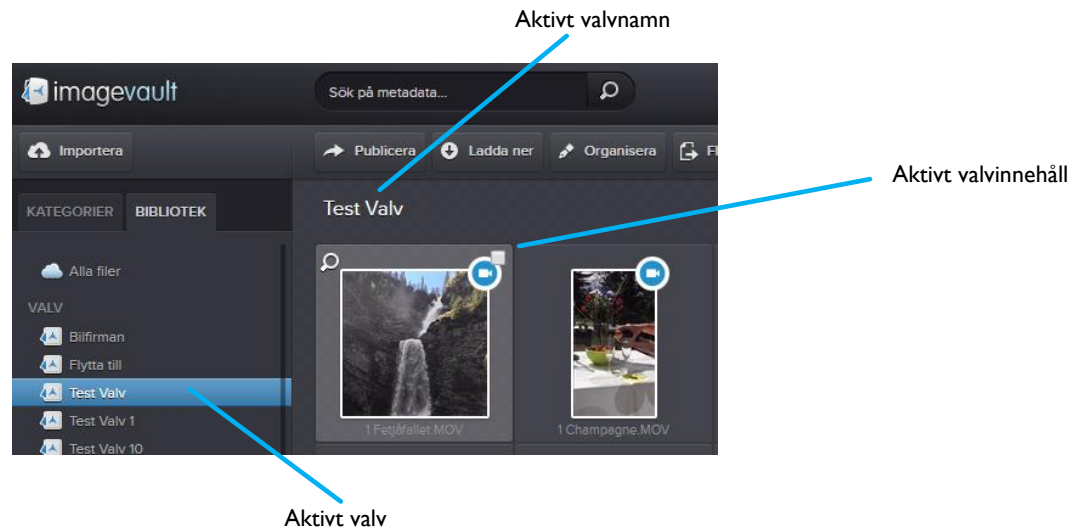 Aktivt valvnamn
imagevault
Sök på metadata...
Importera
Publicera
Ladda ner
Organisera
Aktivt valvinnehåll
KATEGORIER
BIBLIOTEK
Test Valv
Alla filer
VALV
Bilfirman
Flytta till
Test Valv
Test Valv 1
Test Valv 10
1 Fetjåfallet.MOV
1 Champagne.MOV
Aktivt valv